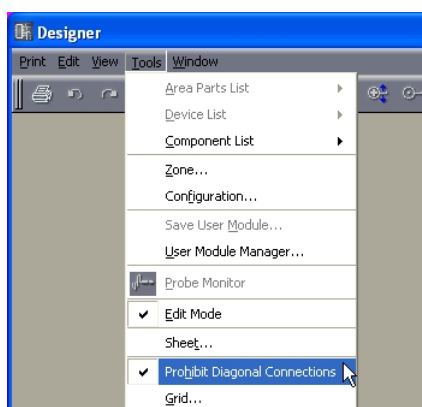 Designer
Print Edit View Tools Window
Area Parts List
Device List
Component List
Zone...
Configuration...
Save User Module...
User Module Manager...
Probe Monitor
Edit Mode
Sheet...
Prohibit Diagonal Connections
Grid...